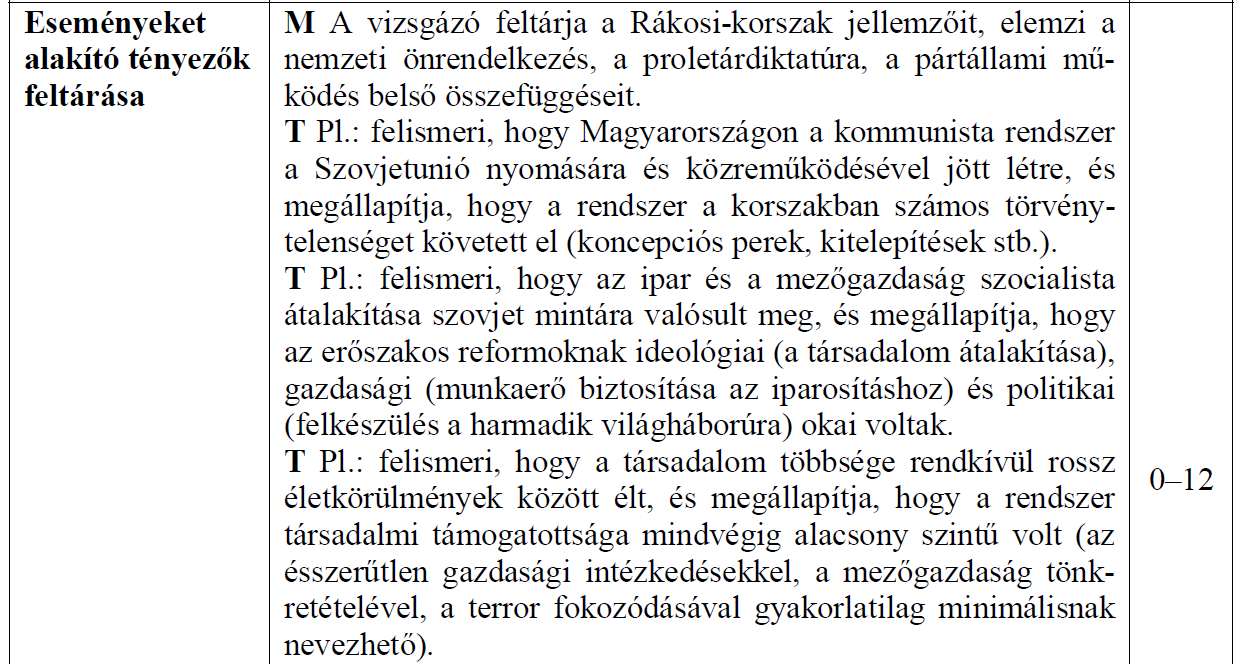 Eseményeket
alakító tényezők
feltárása
M A vizsgázó feltárja a Rákosi-korszak jellemzőit, elemzi a
nemzeti önrendelkezés, a proletárdiktatúra, a pártállami mű-
ködés belső összefüggéseit.
T Pl.: felismeri, hogy Magyarországon a kommunista rendszer
a Szovjetunió nyomására és közreműködésével jött létre, és
megállapítja, hogy a rendszer a korszakban számos törvény-
telenséget követett el (koncepciós perek, kitelepítések stb.).
T Pl.: felismeri, hogy az ipar és a mezőgazdaság szocialista
átalakítása szovjet mintára valósult meg, és megállapítja, hogy
az erőszakos reformoknak ideológiai (a társadalom átalakítása),
gazdasági (munkaerő biztosítása az iparosításhoz) és politikai
(felkészülés a harmadik világháborúra) okai voltak.
T Pl.: felismeri, hogy a társadalom többsége rendkívül rossz
életkörülmények között élt, és megállapítja, hogy a rendszer
társadalmi támogatottsága mindvégig alacsony szintű volt (az
ésszerűtlen gazdasági intézkedésekkel, a mezőgazdaság tönk-
retételével, a terror fokozódásával gyakorlatilag minimálisnak
nevezhető).
0–12